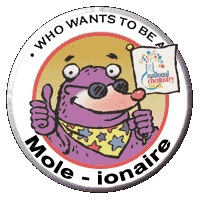 • WHO WANTS TO BE A
national
chemistry
Mole - ionaire